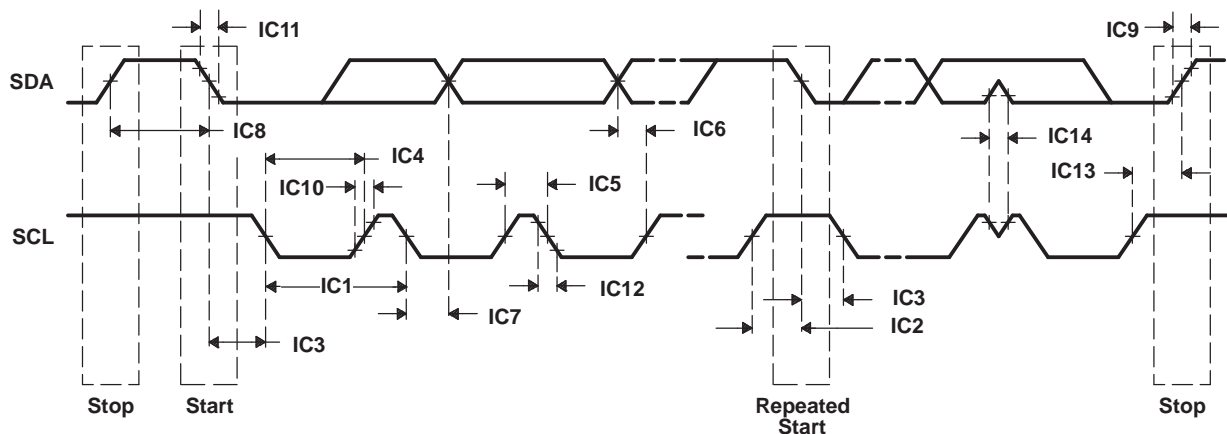 IC11
IC9
SDA
IC8
IC6
IC4
IC14
IC10
IC5
IC13
SCL
IC1
IC12
IC7
IC3
IC3
IC2
Stop
Start
Repeated
Start
Stop